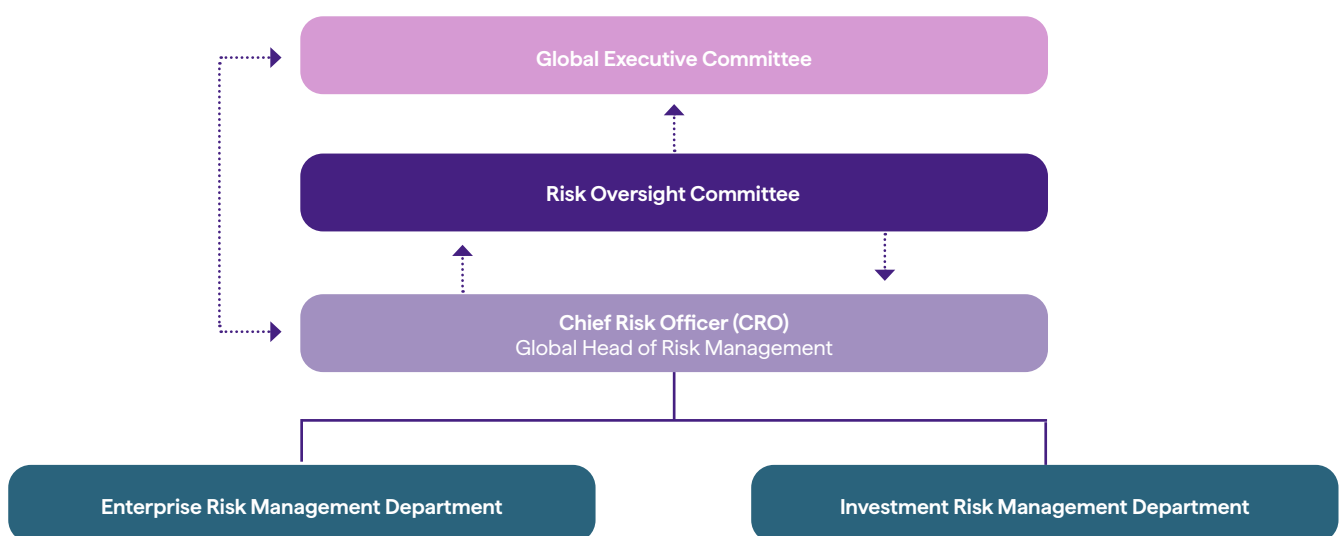 Global Executive Committee
Risk Oversight Committee
Chief Risk Officer (CRO)
Global Head of Risk Management
Enterprise Risk Management Department
Investment Risk Management Department